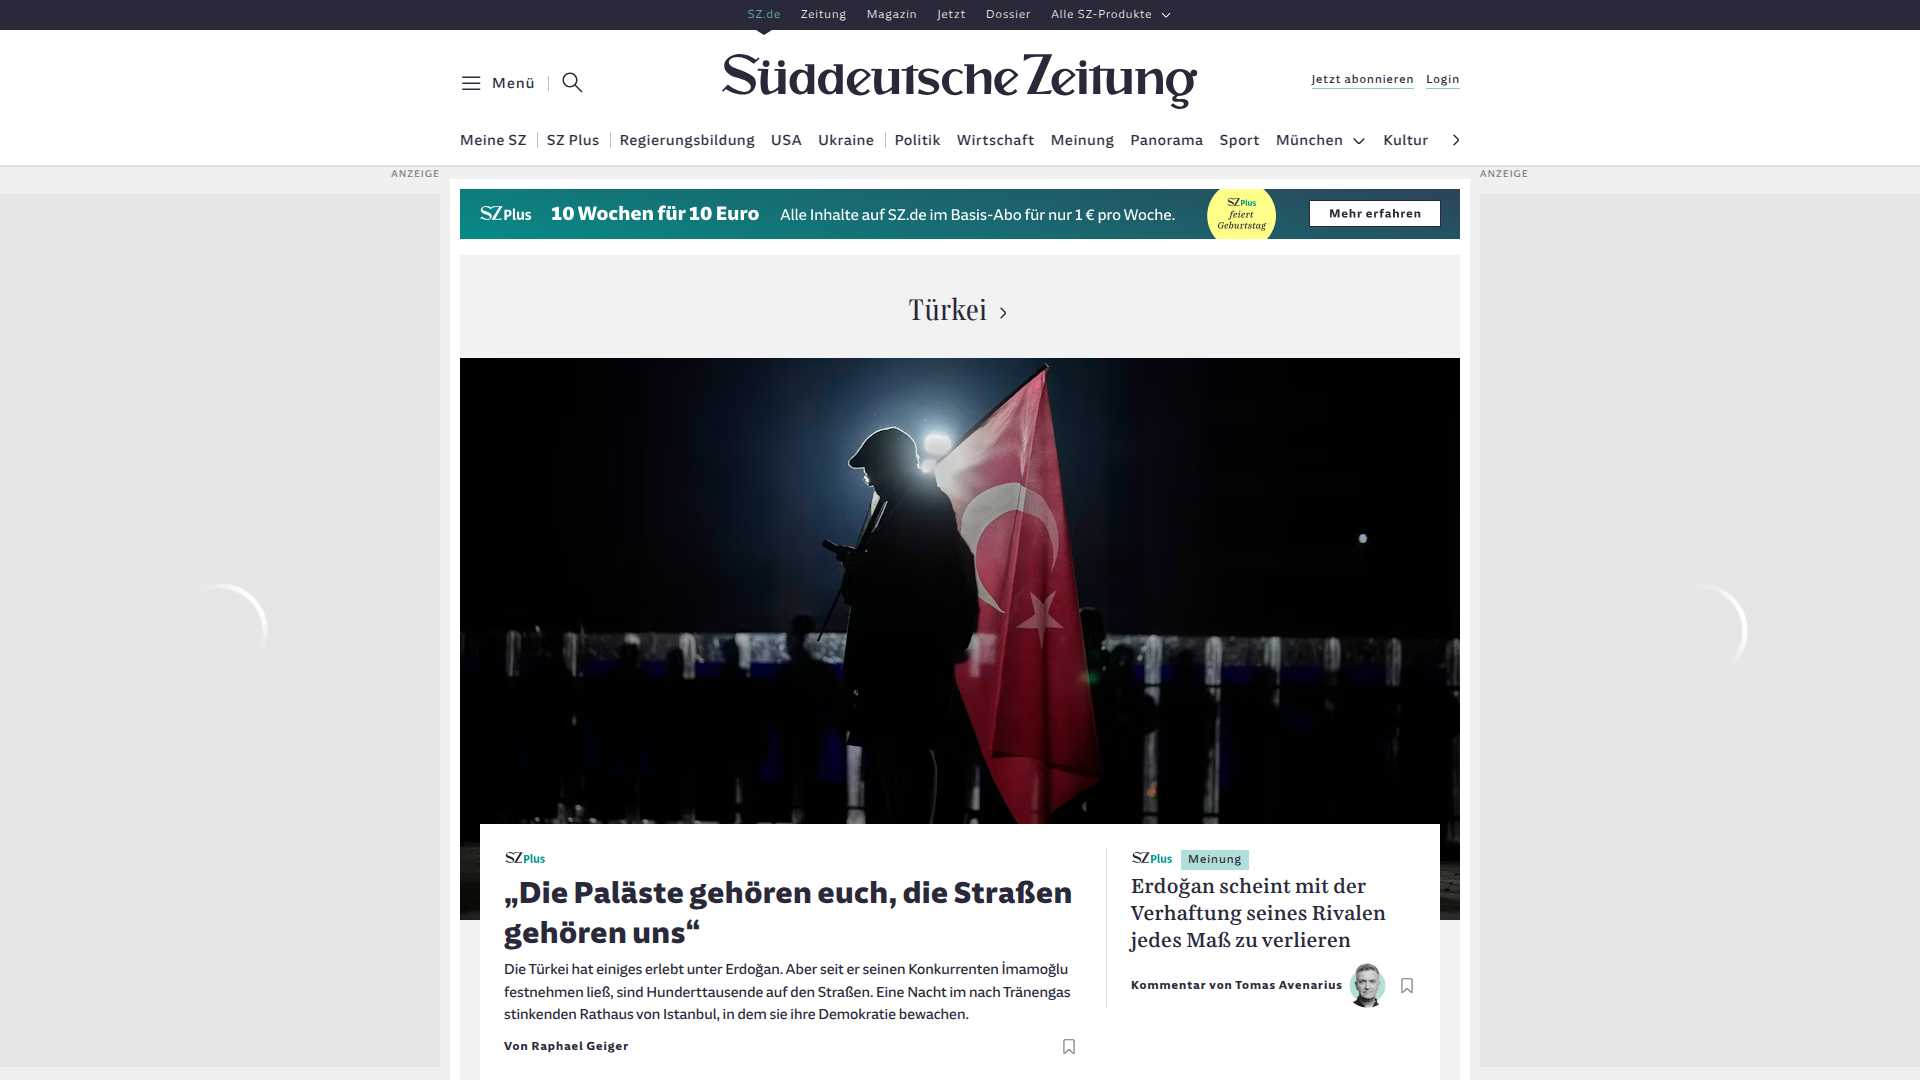 SZ.de Zeitung Magazin Jetzt Dossier Alle SZ-Produkte
Menü
Süddeutsche Zeitung
Jetzt abonnieren Login
Meine SZ SZ Plus Regierungsbildung USA Ukraine Politik Wirtschaft Meinung Panorama Sport München Kultur
ANZEIGE
ANZEIGE
SZ Plus 10 Wochen für 10 Euro Alle Inhalte auf SZ.de im Basis-Abo für nur 1 € pro Woche.
SZ Plus
feiert
Geburtstag
Mehr erfahren
Türkei
SZ Plus
„Die Paläste gehören euch, die Straßen
gehören uns“
Die Türkei hat einiges erlebt unter Erdoğan. Aber seit er seinen Konkurrenten İmamoğlu
festnehmen ließ, sind Hunderttausende auf den Straßen. Eine Nacht im nach Tränengas
stinkenden Rathaus von Istanbul, in dem sie ihre Demokratie bewachen.
Von Raphael Geiger
SZ Plus Meinung
Erdoğan scheint mit der
Verhaftung seines Rivalen
jedes Maß zu verlieren
Kommentar von Tomas Avenarius